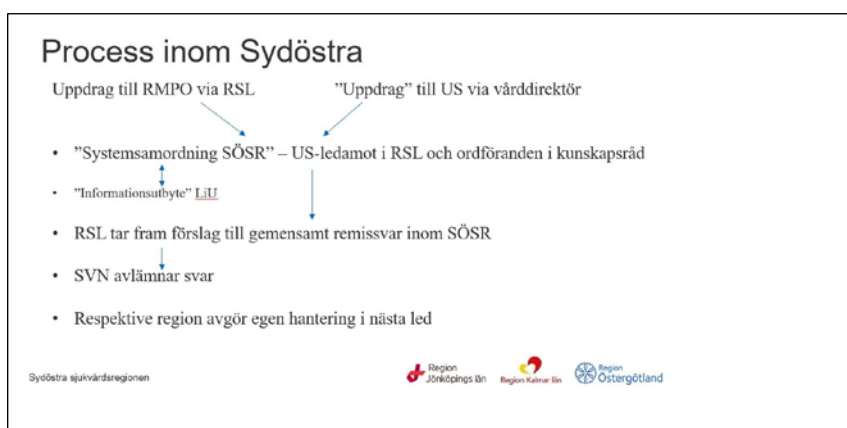 Process inom Sydöstra
Uppdrag till RMPO via RSL
”Uppdrag” till US via vårddirektör
• ”Systemsamordning SÖSR” – US-ledamot i RSL och ordföranden i kunskapsråd
• ”Informationsutbyte” LiU
• RSL tar fram förslag till gemensamt remissvar inom SÖSR
• SVN avlämnar svar
• Respektive region avgör egen hantering i nästa led
Sydöstra sjukvårdsregionen
Region
Jönköpings län
Region Kalmar län
Region
Östergötland